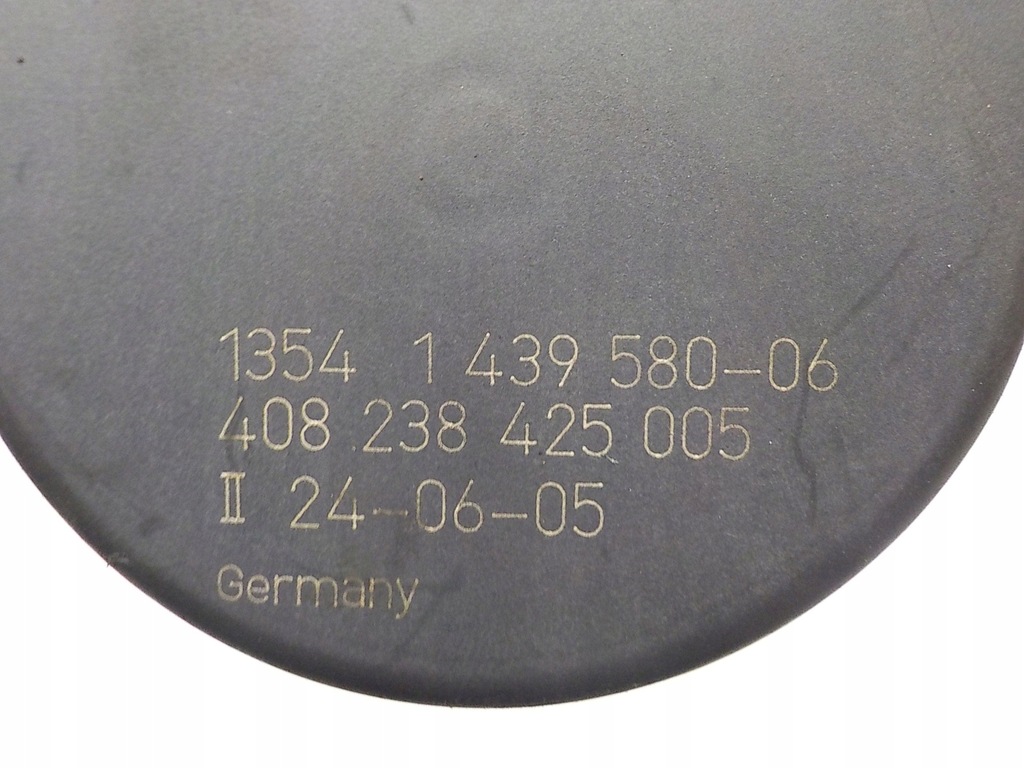 1354 1 439 580-06
408 238 425 005
II 24-06-05
Germany